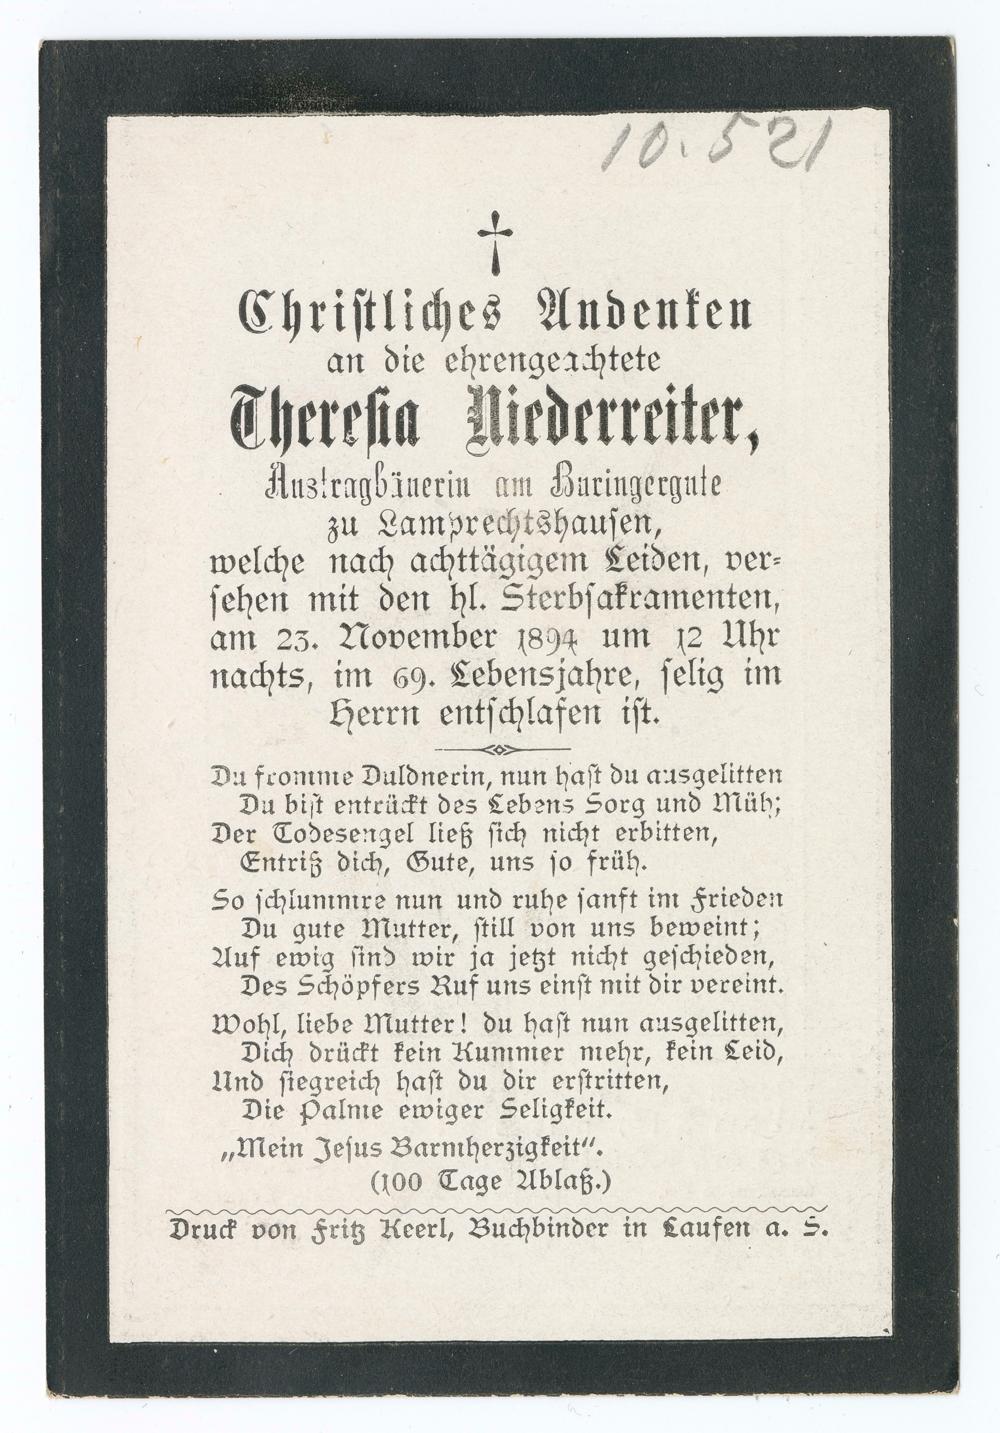 10.521
†
Christliches Andenken
an die ehrengeachtete
Theresia Niederreiter,
Austragbäuerin am Buringergute
zu Lamprechtshausen,
welche nach achttägigem Leiden, ver-
sehen mit den hl. Sterbsakramenten,
am 23. November 1894 um 12 Uhr
nachts, im 69. Lebensjahre, selig im
Herrn entschlafen ist.
Du fromme Duldnerin, nun hast du ausgelitten
Du bist entrückt des Lebens Sorg und Müh;
Der Todesengel ließ sich nicht erbitten,
Entriß dich, Gute, uns so früh.
So schlummre nun und ruhe sanft im Frieden
Du gute Mutter, still von uns beweint;
Auf ewig sind wir ja jetzt nicht geschieden,
Des Schöpfers Ruf uns einst mit dir vereint.
Wohl, liebe Mutter! du hast nun ausgelitten,
Dich drückt kein Kummer mehr, kein Leid,
Und siegreich hast du dir erstritten,
Die Palme ewiger Seligkeit.
„Mein Jesus Barmherzigkeit“.
(100 Tage Ablaß.)
Druck von Fritz Keerl, Buchbinder in Laufen a. S.